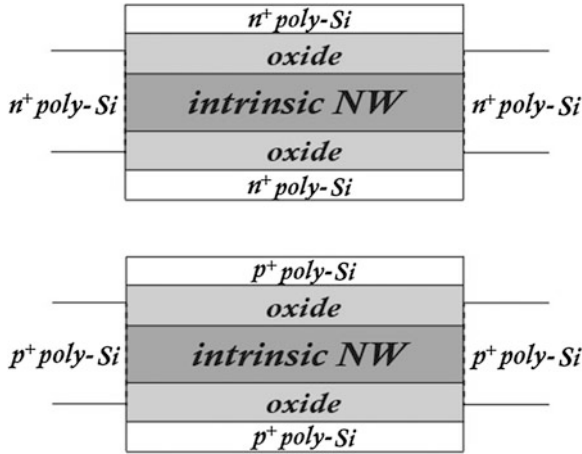 n⁺ poly-Si
oxide
n⁺ poly-Si intrinsic NW n⁺ poly-Si
oxide
n⁺ poly-Si
p⁺ poly-Si
oxide
p⁺ poly-Si intrinsic NW p⁺ poly-Si
oxide
p⁺ poly-Si